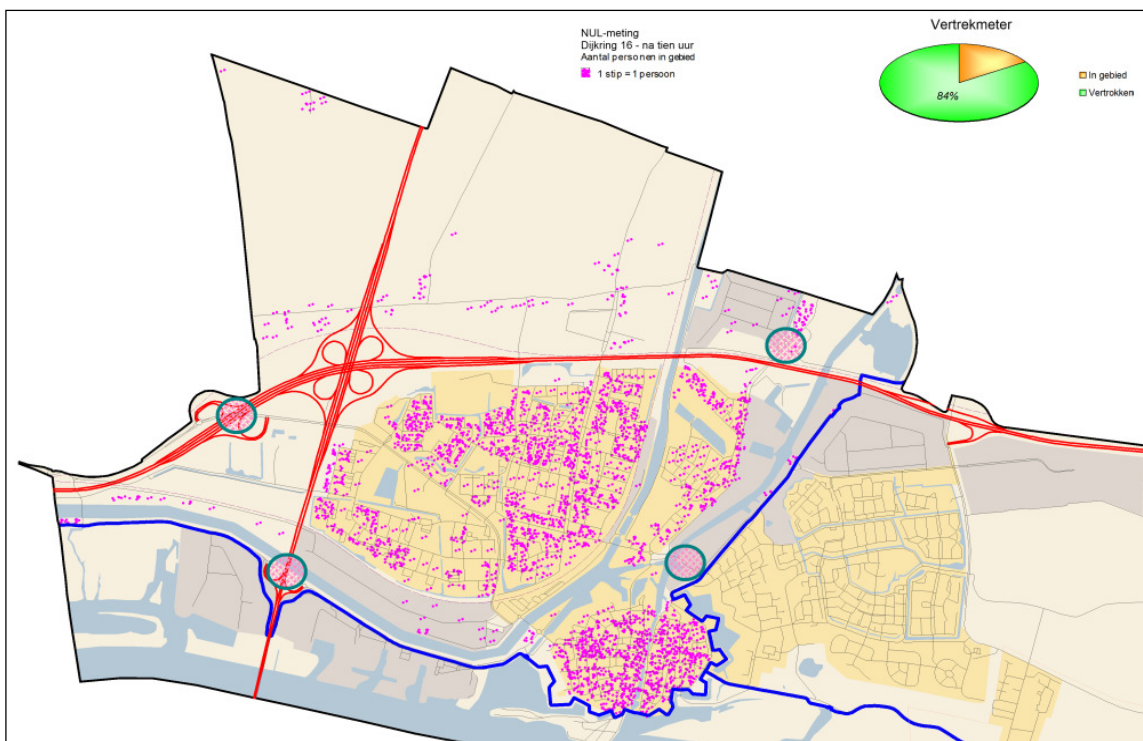 NUL-meting
Dijkring 16 - na tien uur
Aantal personen in gebied
1 stip = 1 persoon
Vertrekmeter
84%
In gebied
Vertrokken